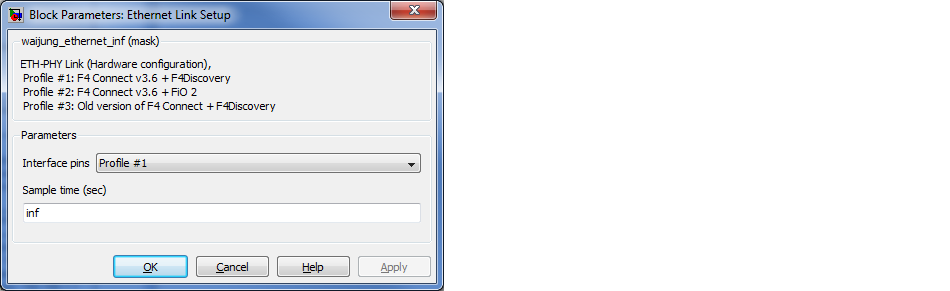 Block Parameters: Ethernet Link Setup
waijung_ethernet_inf (mask)
ETH-PHY Link (Hardware configuration),
Profile #1: F4 Connect v3.6 + F4Discovery
Profile #2: F4 Connect v3.6 + FiO 2
Profile #3: Old version of F4 Connect + F4Discovery
Parameters
Interface pins Profile #1
Sample time (sec)
inf
OK Cancel Help Apply